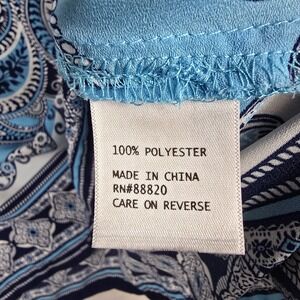 100% POLYESTER
MADE IN CHINA
RN#88820
CARE ON REVERSE